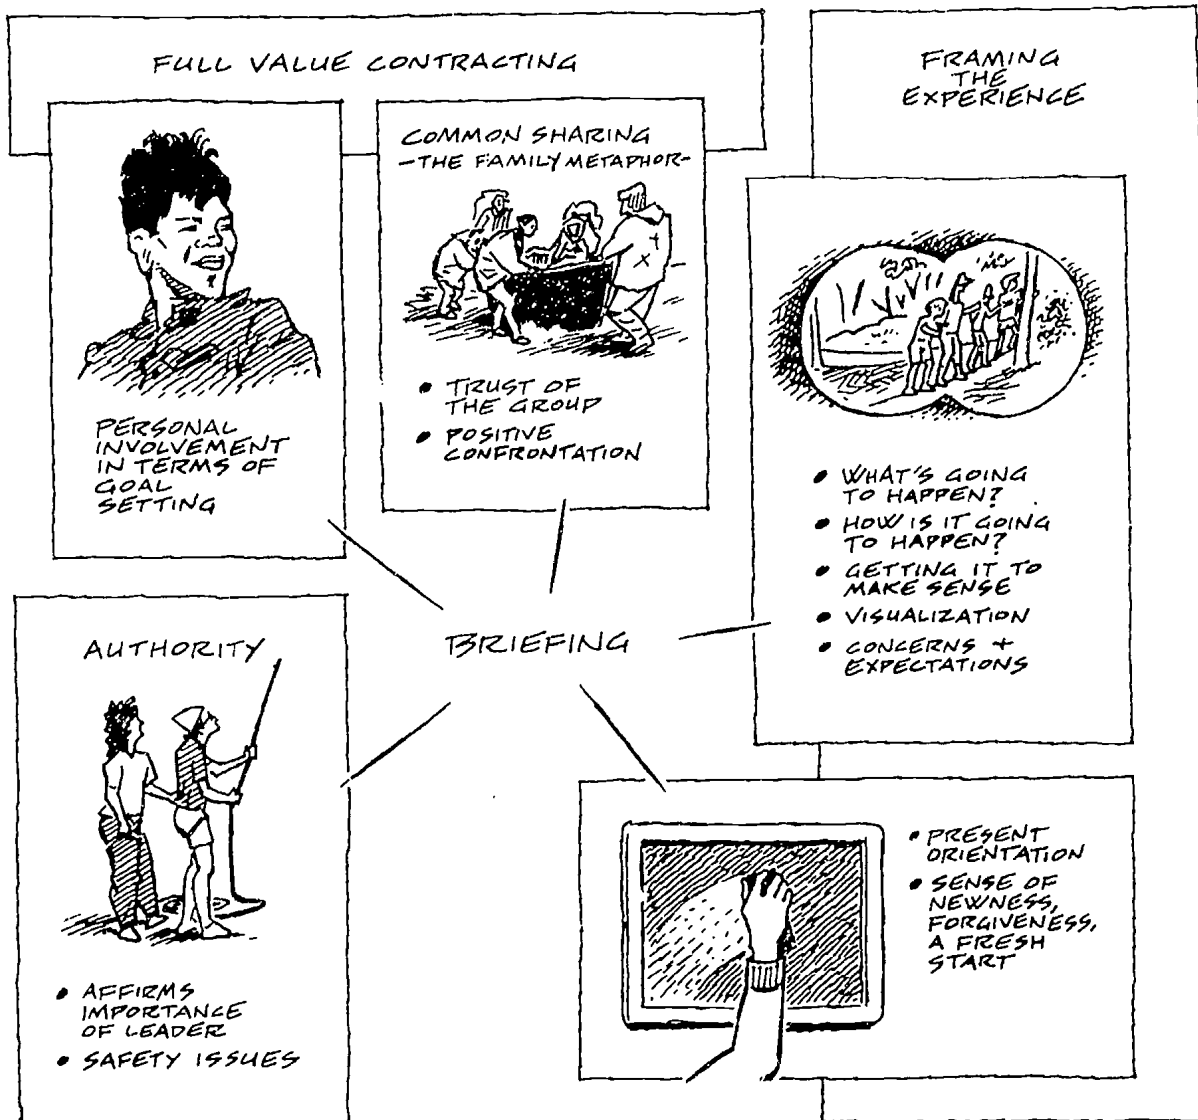 FULL VALUE CONTRACTING
PERSONAL
INVOLVEMENT
IN TERMS OF
GOAL
SETTING
COMMON SHARING
-THE FAMILY METAPHOR-
• TRUST OF
THE GROUP
• POSITIVE
CONFRONTATION
FRAMING
THE
EXPERIENCE
• WHAT'S GOING
TO HAPPEN?
• HOW IS IT GOING
TO HAPPEN?
• GETTING IT TO
MAKE SENSE
• VISUALIZATION
• CONCERNS +
EXPECTATIONS
BRIEFING
AUTHORITY
• AFFIRMS
IMPORTANCE
OF LEADER
• SAFETY ISSUES
• PRESENT
ORIENTATION
• SENSE OF
NEWNESS,
FORGIVENESS,
A FRESH
START